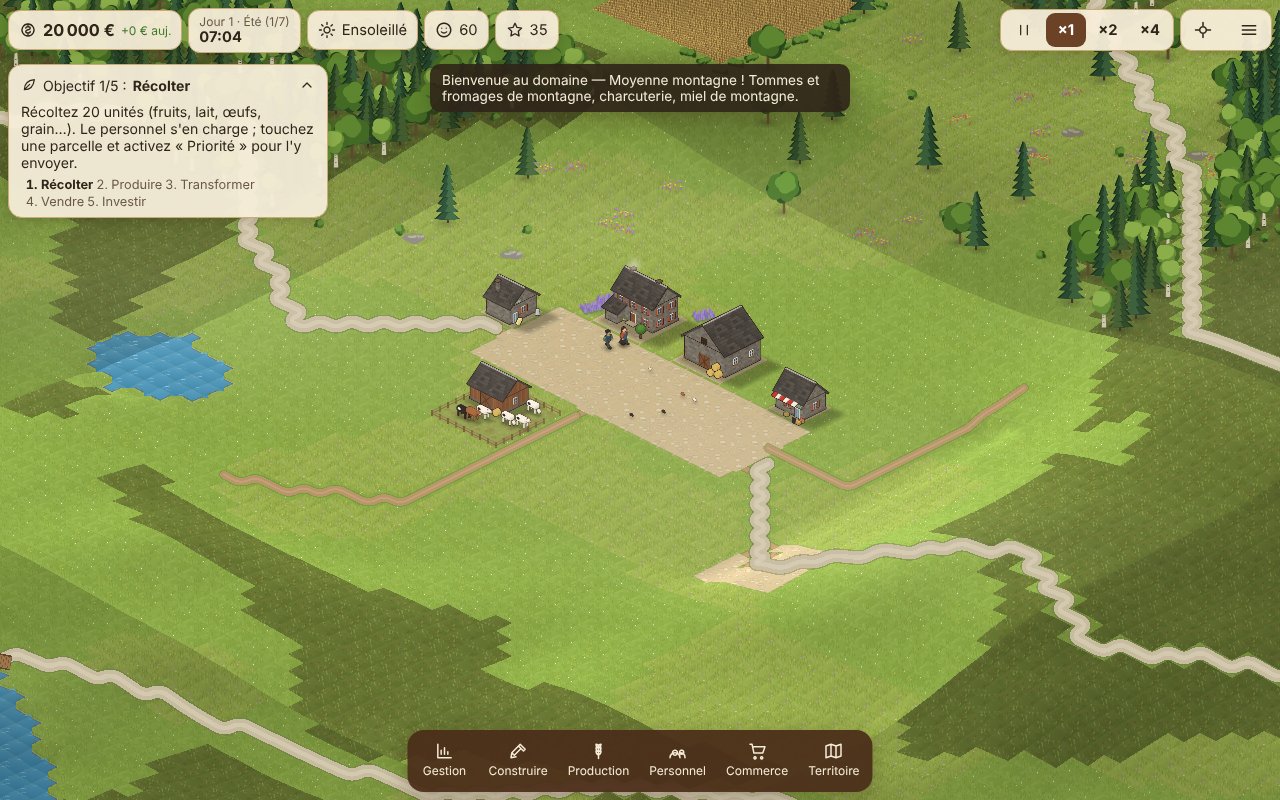 20 000 € +0 € auj.
Jour 1 · Été (1/7)
07:04
Ensoleillé
60
35
×1
×2
×4
Objectif 1/5 : Récolter
Récoltez 20 unités (fruits, lait, œufs,
grain...). Le personnel s'en charge ; touchez
une parcelle et activez « Priorité » pour l'y
envoyer.
1. Récolter 2. Produire 3. Transformer
4. Vendre 5. Investir
Bienvenue au domaine — Moyenne montagne ! Tommes et
fromages de montagne, charcuterie, miel de montagne.
Gestion
Construire
Production
Personnel
Commerce
Territoire